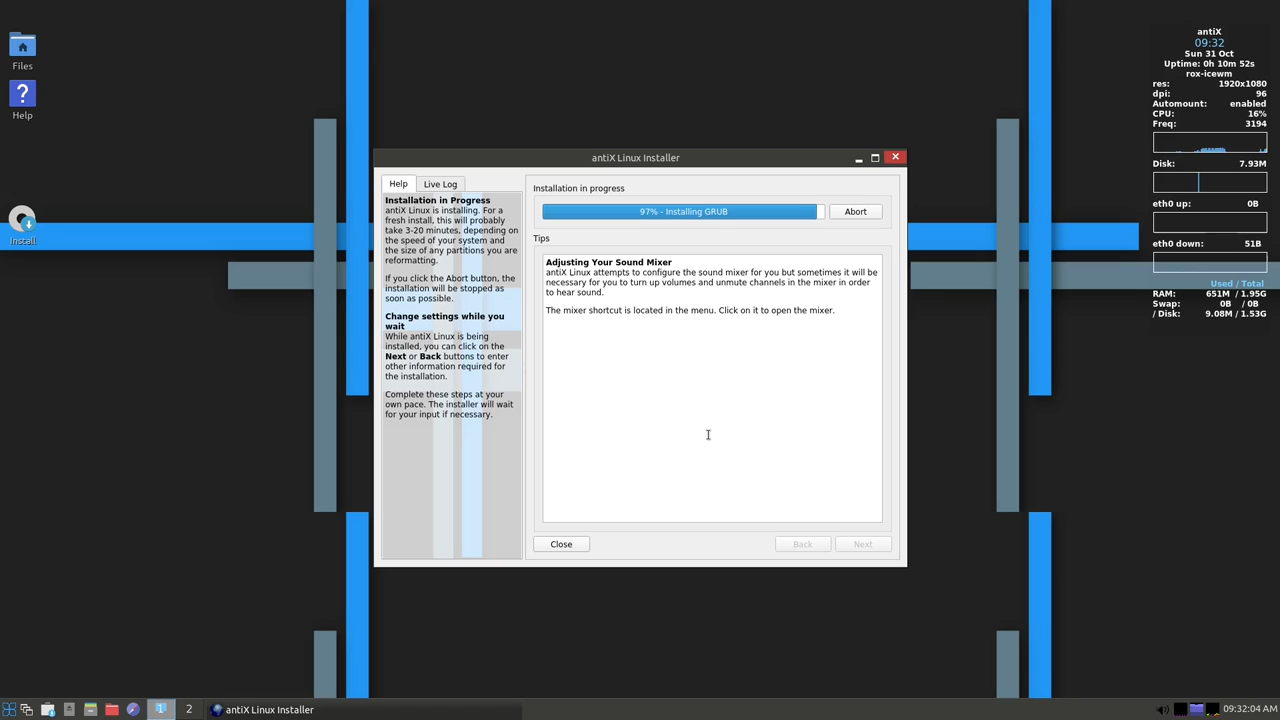 Files
Help
Install
antiX
09:32
Sun 31 Oct
Uptime: 0h 10m 52s
rox-icewm
res: 1920x1080
dpi: 96
Automount: enabled
CPU: 16%
Freq: 3194
Disk: 7.93M
eth0 up: 0B
eth0 down: 51B
Used / Total
RAM: 651M / 1.95G
Swap: 0B / 0B
/ Disk: 9.08M / 1.53G
antiX Linux Installer
Help
Live Log
Installation in Progress
antiX Linux is installing. For a
fresh install, this will probably
take 3-20 minutes, depending on
the speed of your system and
the size of any partitions you are
reformatting.
If you click the Abort button, the
installation will be stopped as
soon as possible.
Change settings while you
wait
While antiX Linux is being
installed, you can click on the
Next or Back buttons to enter
other information required for
the installation.
Complete these steps at your
own pace. The installer will wait
for your input if necessary.
Installation in progress
97% - Installing GRUB
Abort
Tips
Adjusting Your Sound Mixer
antiX Linux attempts to configure the sound mixer for you but sometimes it will be
necessary for you to turn up volumes and unmute channels in the mixer in order
to hear sound.
The mixer shortcut is located in the menu. Click on it to open the mixer.
Close
Back
Next
1
2
antiX Linux Installer
09:32:04 AM